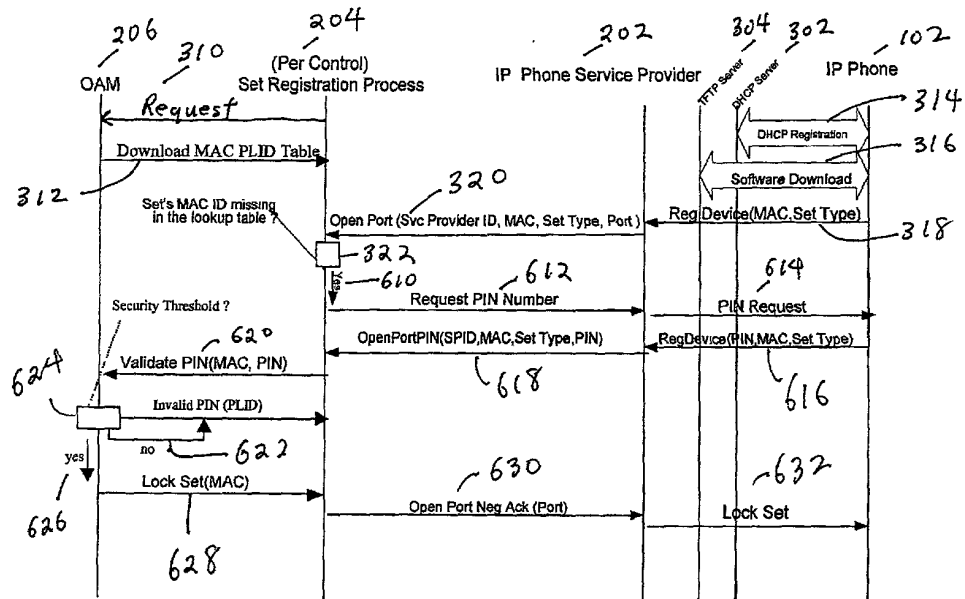 206
310
OAM
204
(Per Control)
Set Registration Process
202
IP Phone Service Provider
304
TFTP Server
302
DHCP Server
102
IP Phone
Request
314
DHCP Registration
Download MAC PLID Table
312
316
Software Download
Set's MAC ID missing
in the lookup table ?
320
Open Port (Svc Provider ID, MAC, Set Type, Port )
Reg Device(MAC,Set Type)
318
322
Yes
610
612
Request PIN Number
614
PIN Request
Security Threshold ?
620
Validate PIN(MAC, PIN)
OpenPortPIN(SPID,MAC,Set Type,PIN)
618
RegDevice(PIN,MAC,Set Type)
616
624
Invalid PIN (PLID)
no
622
yes
626
Lock Set(MAC)
628
630
Open Port Neg Ack (Port)
632
Lock Set